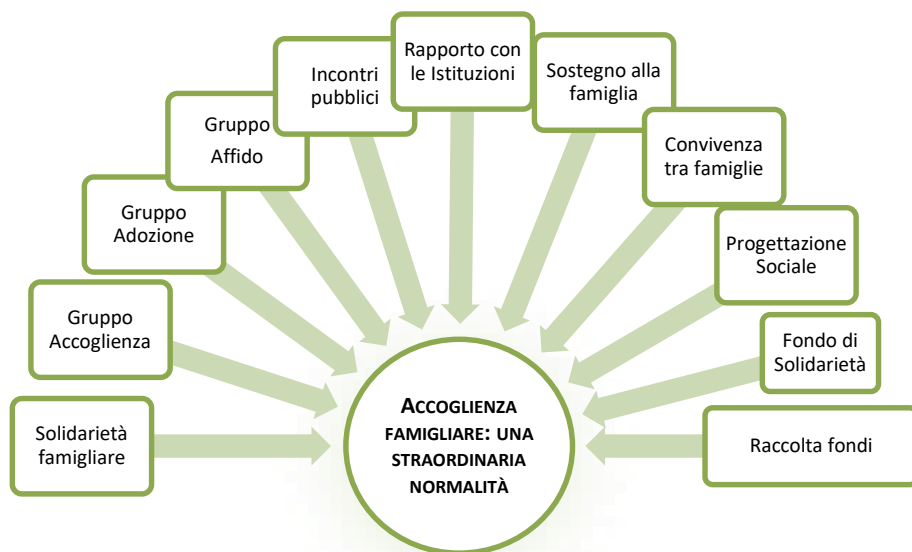 Solidarietà
famigliare
Gruppo
Accoglienza
Gruppo
Adozione
Gruppo
Affido
Incontri
pubblici
Rapporto con
le Istituzioni
Sostegno alla
famiglia
Convivenza
tra famiglie
Progettazione
Sociale
Fondo di
Solidarietà
Raccolta fondi
ACCOGLIENZA
FAMIGLIARE: UNA
STRAORDINARIA
NORMALITÀ